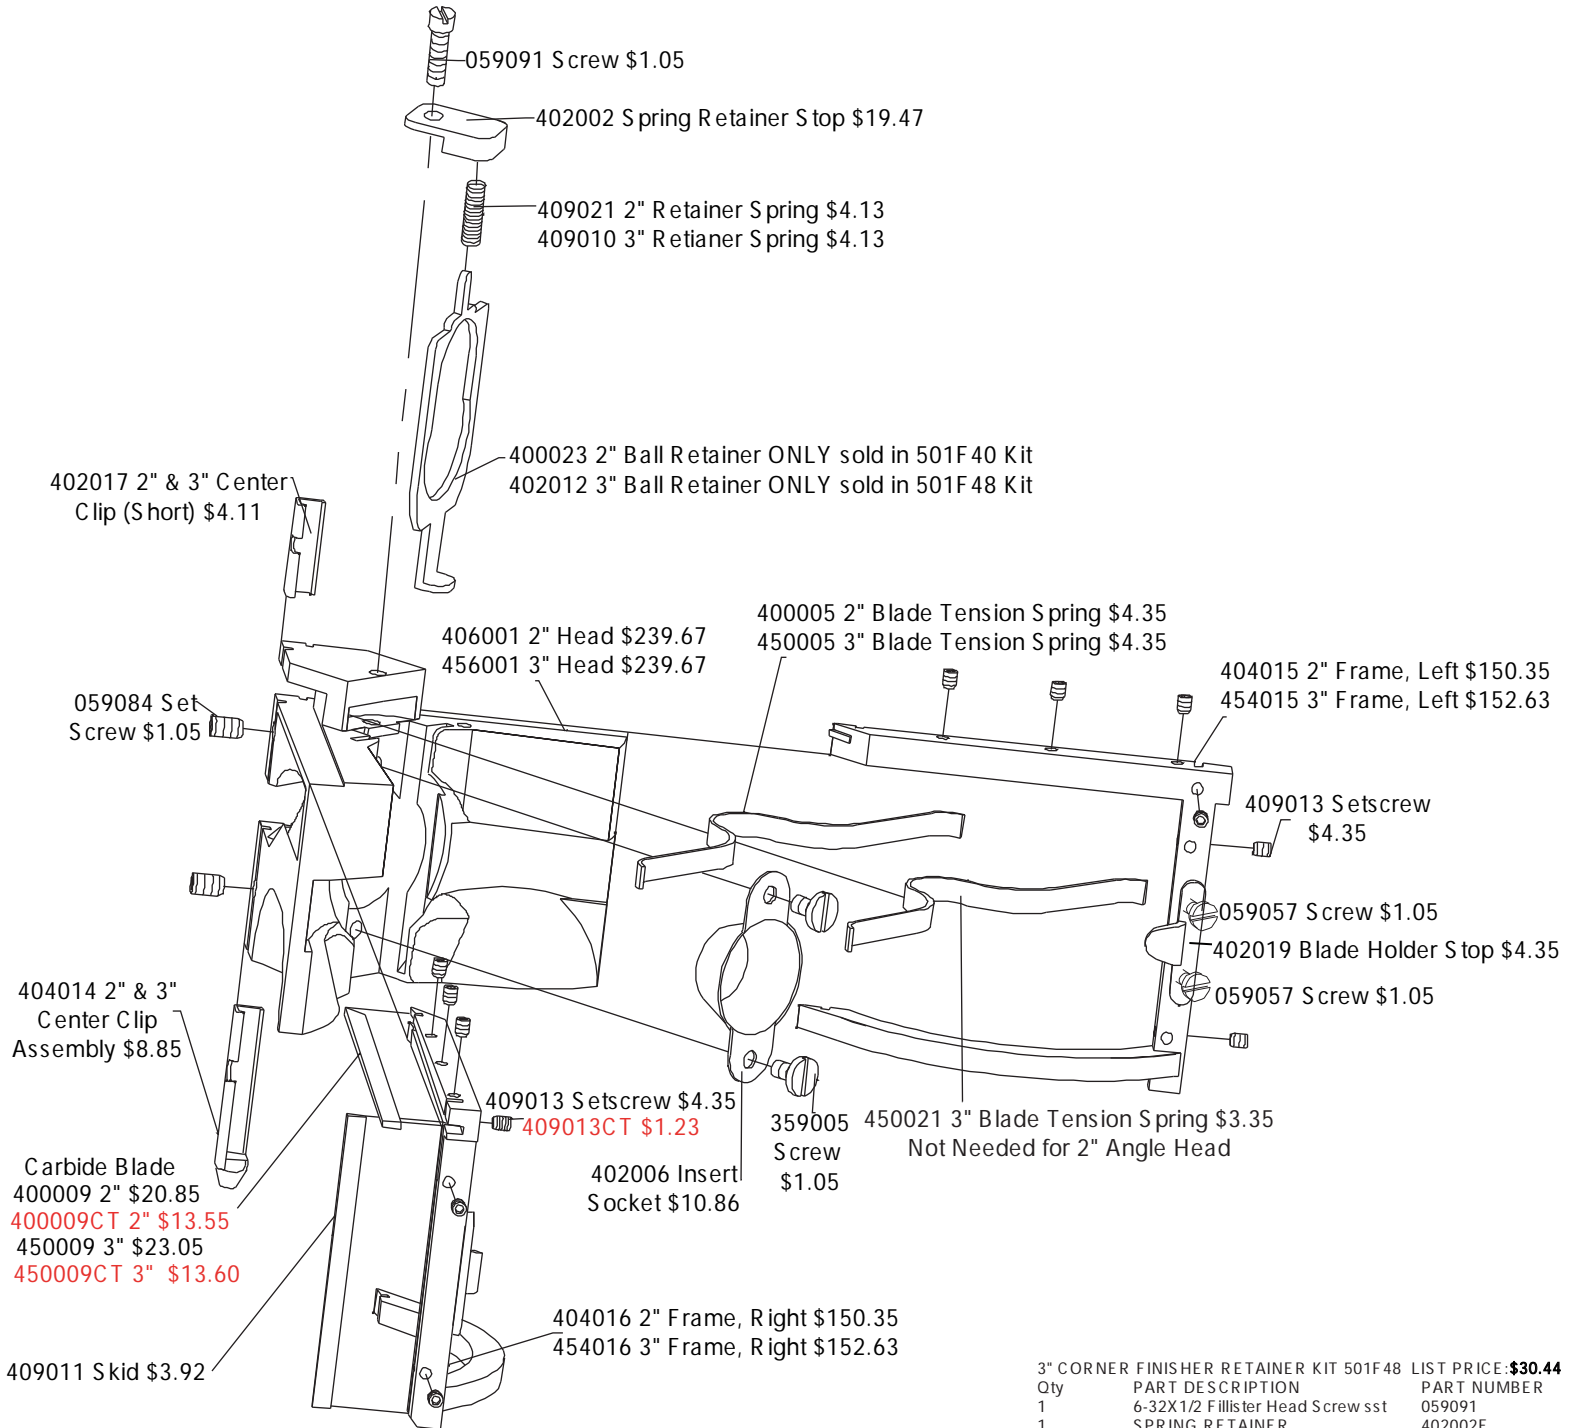 059091 Screw $1.05
402002 Spring Retainer Stop $19.47
409021 2" Retainer Spring $4.13
409010 3" Retianer Spring $4.13
400023 2" Ball Retainer ONLY sold in 501F40 Kit
402012 3" Ball Retainer ONLY sold in 501F48 Kit
402017 2" & 3" Center
Clip (Short) $4.11
400005 2" Blade Tension Spring $4.35
450005 3" Blade Tension Spring $4.35
406001 2" Head $239.67
456001 3" Head $239.67
404015 2" Frame, Left $150.35
454015 3" Frame, Left $152.63
059084 Set
Screw $1.05
409013 Setscrew
$4.35
059057 Screw $1.05
402019 Blade Holder Stop $4.35
059057 Screw $1.05
404014 2" & 3"
Center Clip
Assembly $8.85
409013 Setscrew $4.35
409013CT $1.23
359005
Screw
$1.05
450021 3" Blade Tension Spring $3.35
Not Needed for 2" Angle Head
402006 Insert
Socket $10.86
Carbide Blade
400009 2" $20.85
400009CT 2" $13.55
450009 3" $23.05
450009CT 3" $13.60
404016 2" Frame, Right $150.35
454016 3" Frame, Right $152.63
409011 Skid $3.92
3" CORNER FINISHER RETAINER KIT 501F48 LIST PRICE:$30.44
Qty PART DESCRIPTION PART NUMBER
1 6-32X1/2 Fillister Head Screw sst 059091
1 SPRING RETAINER